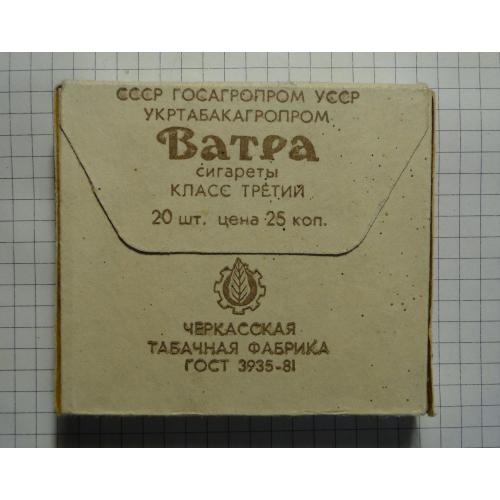 СССР ГОСАГРОПРОМ УССР
УКРТАБАКАГРОПРОМ
Ватра
сигареты
КЛАСС ТРЕТИЙ
20 шт. цена 25 коп.
ЧЕРКАССКАЯ
ТАБАЧНАЯ ФАБРИКА
ГОСТ 3935-81